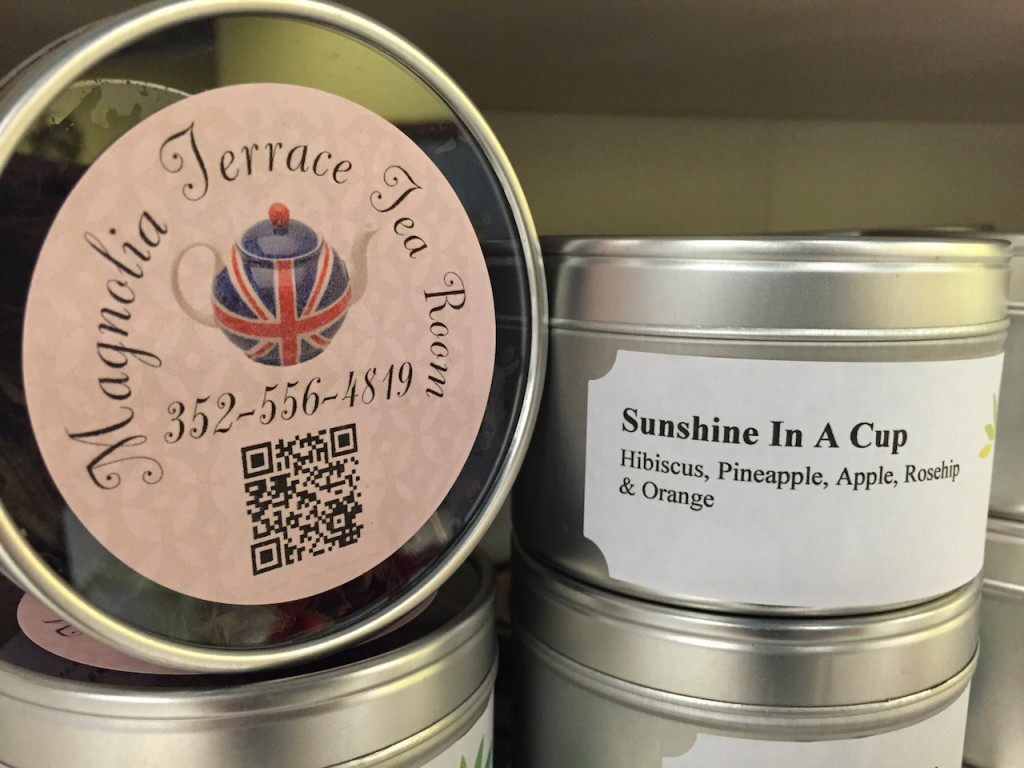 Magnolia Terrace Tea Room
352-556-4819
Sunshine In A Cup
Hibiscus, Pineapple, Apple, Rosehip
& Orange